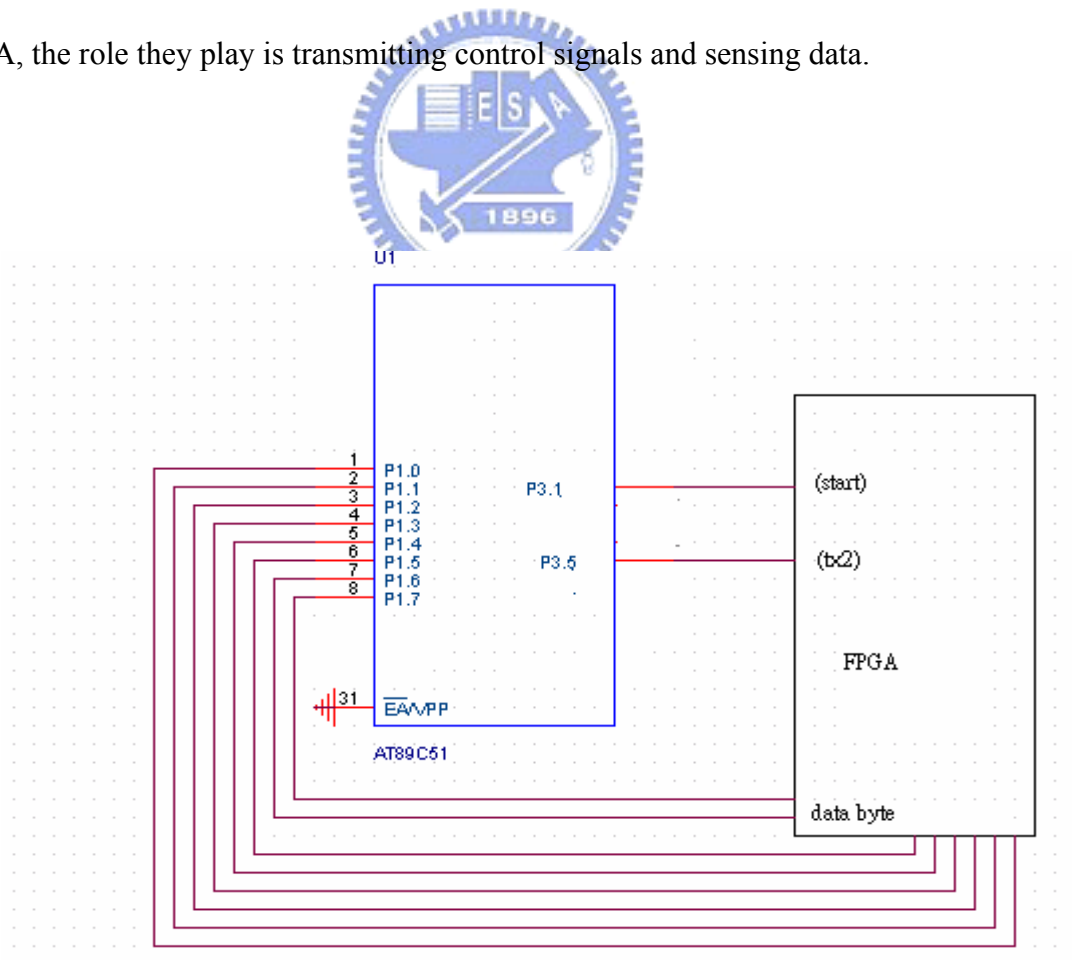 A, the role they play is transmitting control signals and sensing data.
E S A
1896
U1
1 P1.0
2 P1.1
3 P1.2
4 P1.3
5 P1.4
6 P1.5
7 P1.6
8 P1.7
P3.1
P3.5
31 EA/VPP
AT89C51
(start)
(tx2)
FPGA
data byte